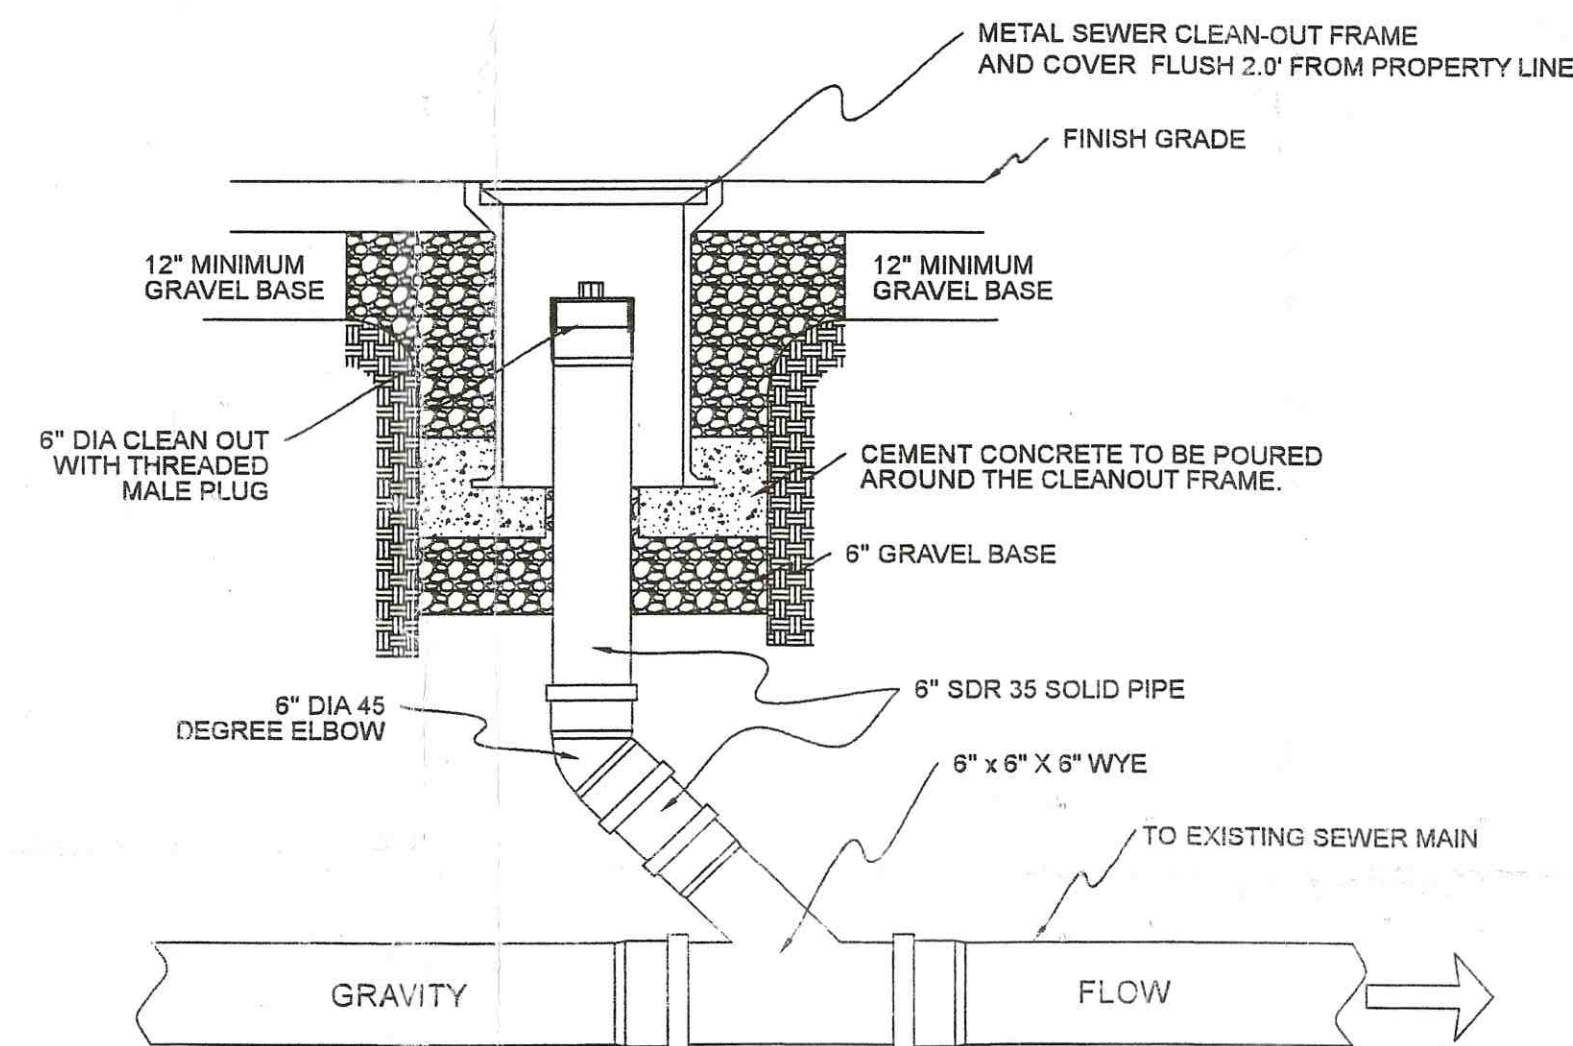 METAL SEWER CLEAN-OUT FRAME
AND COVER FLUSH 2.0' FROM PROPERTY LINE
FINISH GRADE
12" MINIMUM
GRAVEL BASE
12" MINIMUM
GRAVEL BASE
6" DIA CLEAN OUT
WITH THREADED
MALE PLUG
CEMENT CONCRETE TO BE POURED
AROUND THE CLEANOUT FRAME.
6" GRAVEL BASE
6" DIA 45
DEGREE ELBOW
6" SDR 35 SOLID PIPE
6" x 6" X 6" WYE
TO EXISTING SEWER MAIN
GRAVITY
FLOW